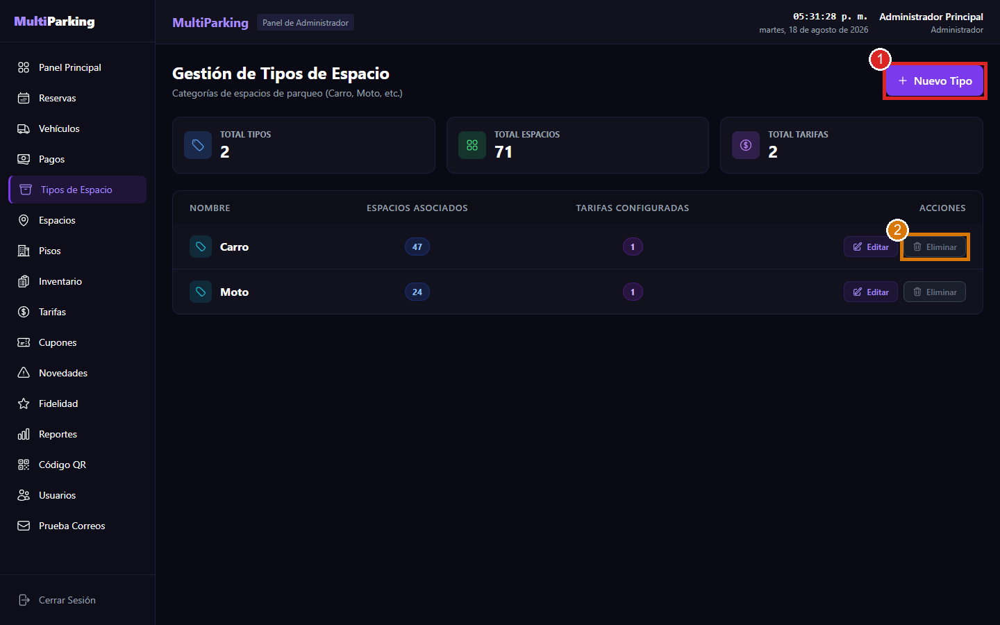 MultiParking
Panel Principal
Reservas
Vehículos
Pagos
Tipos de Espacio
Espacios
Pisos
Inventario
Tarifas
Cupones
Novedades
Fidelidad
Reportes
Código QR
Usuarios
Prueba Correos
Cerrar Sesión
MultiParking Panel de Administrador
05:31:28 p. m. Administrador Principal
martes, 18 de agosto de 2026 Administrador
Gestión de Tipos de Espacio
Categorías de espacios de parqueo (Carro, Moto, etc.)
1
+ Nuevo Tipo
TOTAL TIPOS
2
TOTAL ESPACIOS
71
TOTAL TARIFAS
2
NOMBRE ESPACIOS ASOCIADOS TARIFAS CONFIGURADAS ACCIONES
2
Carro 47 1 Editar Eliminar
Moto 24 1 Editar Eliminar